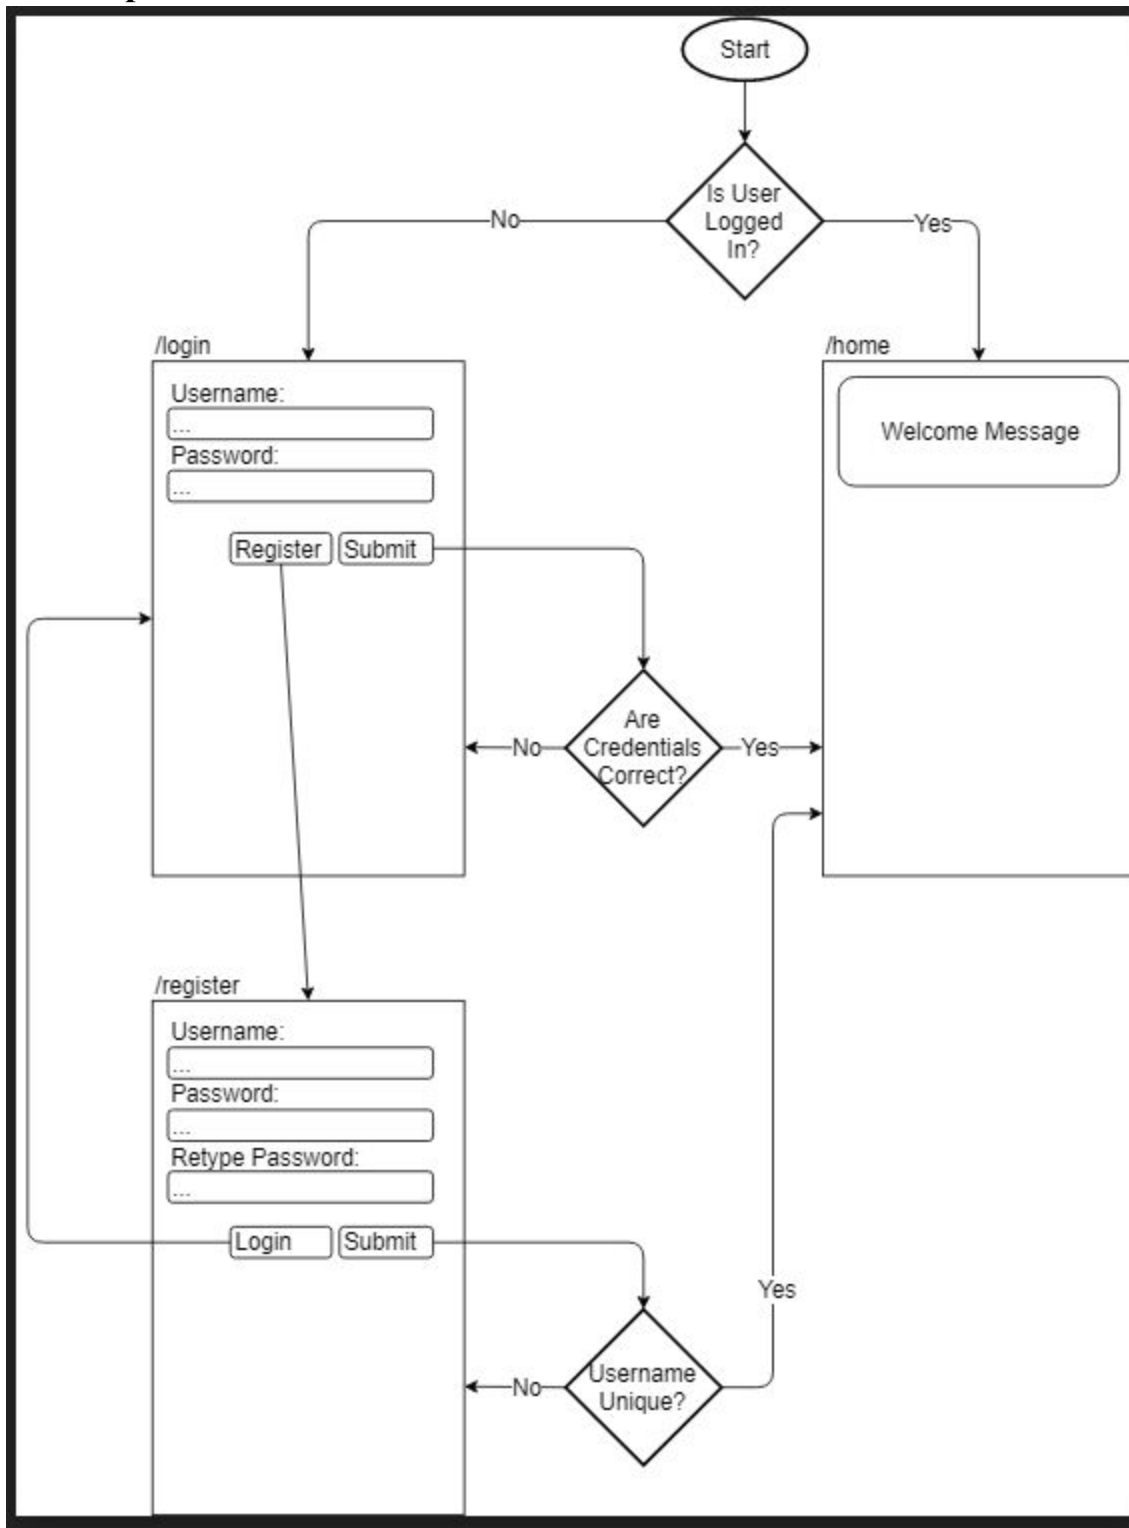 Start
Is User
Logged
In?
No
Yes
/login
Username:
...
Password:
...
Register
Submit
/home
Welcome Message
Are
Credentials
Correct?
No
Yes
/register
Username:
...
Password:
...
Retype Password:
...
Login
Submit
Yes
Username
Unique?
No